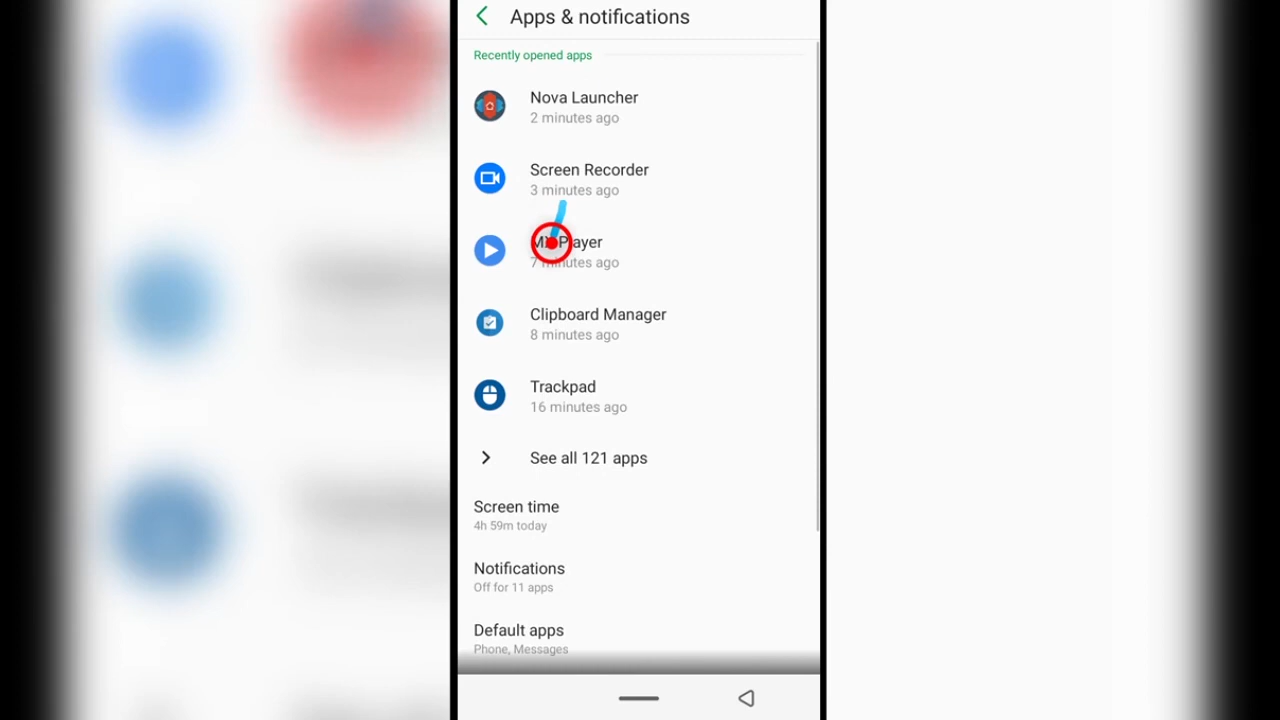 Apps & notifications
Recently opened apps
Nova Launcher
2 minutes ago
Screen Recorder
3 minutes ago
MX Player
7 minutes ago
Clipboard Manager
8 minutes ago
Trackpad
16 minutes ago
See all 121 apps
Screen time
4h 59m today
Notifications
Off for 11 apps
Default apps
Phone, Messages